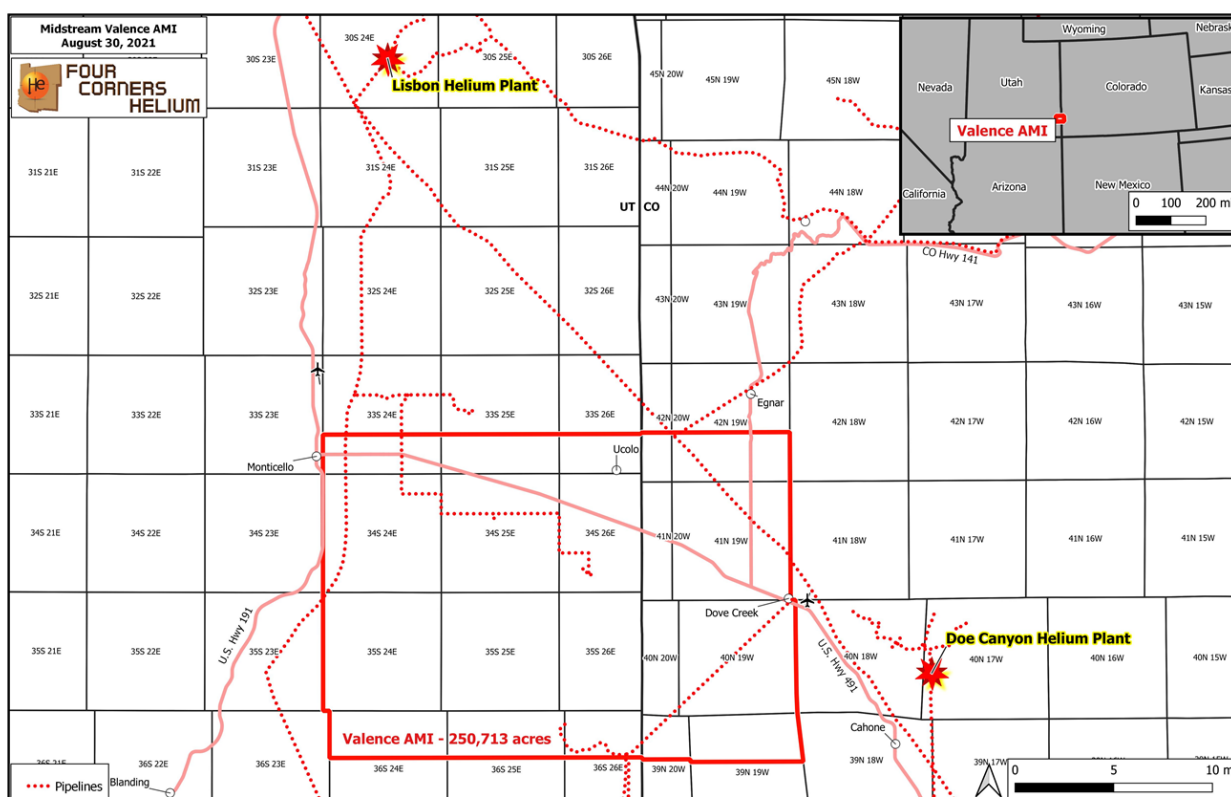 Midstream Valence AMI
August 30, 2021
He
FOUR
CORNERS
HELIUM
30S 23E
30S 24E
30S 25E
30S 26E
45N 20W
45N 19W
45N 18W
Lisbon Helium Plant
Wyoming
Nebrask
Nevada
Utah
Colorado
Kansas
Valence AMI
California
Arizona
New Mexico
0 100 200 m
31S 21E
31S 22E
31S 23E
31S 24E
31S 25E
31S 26E
44N 20W
44N 19W
44N 18W
UT CO
CO Hwy 141
32S 21E
32S 22E
32S 23E
32S 24E
32S 25E
32S 26E
43N 20W
43N 19W
43N 18W
43N 17W
43N 16W
43N 15W
Egnar
33S 21E
33S 22E
33S 23E
33S 24E
33S 25E
33S 26E
42N 20W
42N 19W
42N 18W
42N 17W
42N 16W
42N 15W
Monticello
Ucolo
34S 21E
34S 22E
34S 23E
34S 24E
34S 25E
34S 26E
41N 20W
41N 19W
41N 18W
41N 17W
41N 16W
41N 15W
Dove Creek
U.S. Hwy 191
U.S. Hwy 491
Doe Canyon Helium Plant
35S 21E
35S 22E
35S 23E
35S 24E
35S 25E
35S 26E
40N 20W
40N 19W
40N 18W
40N 17W
40N 16W
40N 15W
Cahone
Valence AMI - 250,713 acres
36S 21E
36S 22E
36S 23E
36S 24E
36S 25E
36S 26E
39N 20W
39N 19W
39N 18W
39N 17W
Pipelines
Blanding
0 5 10 m